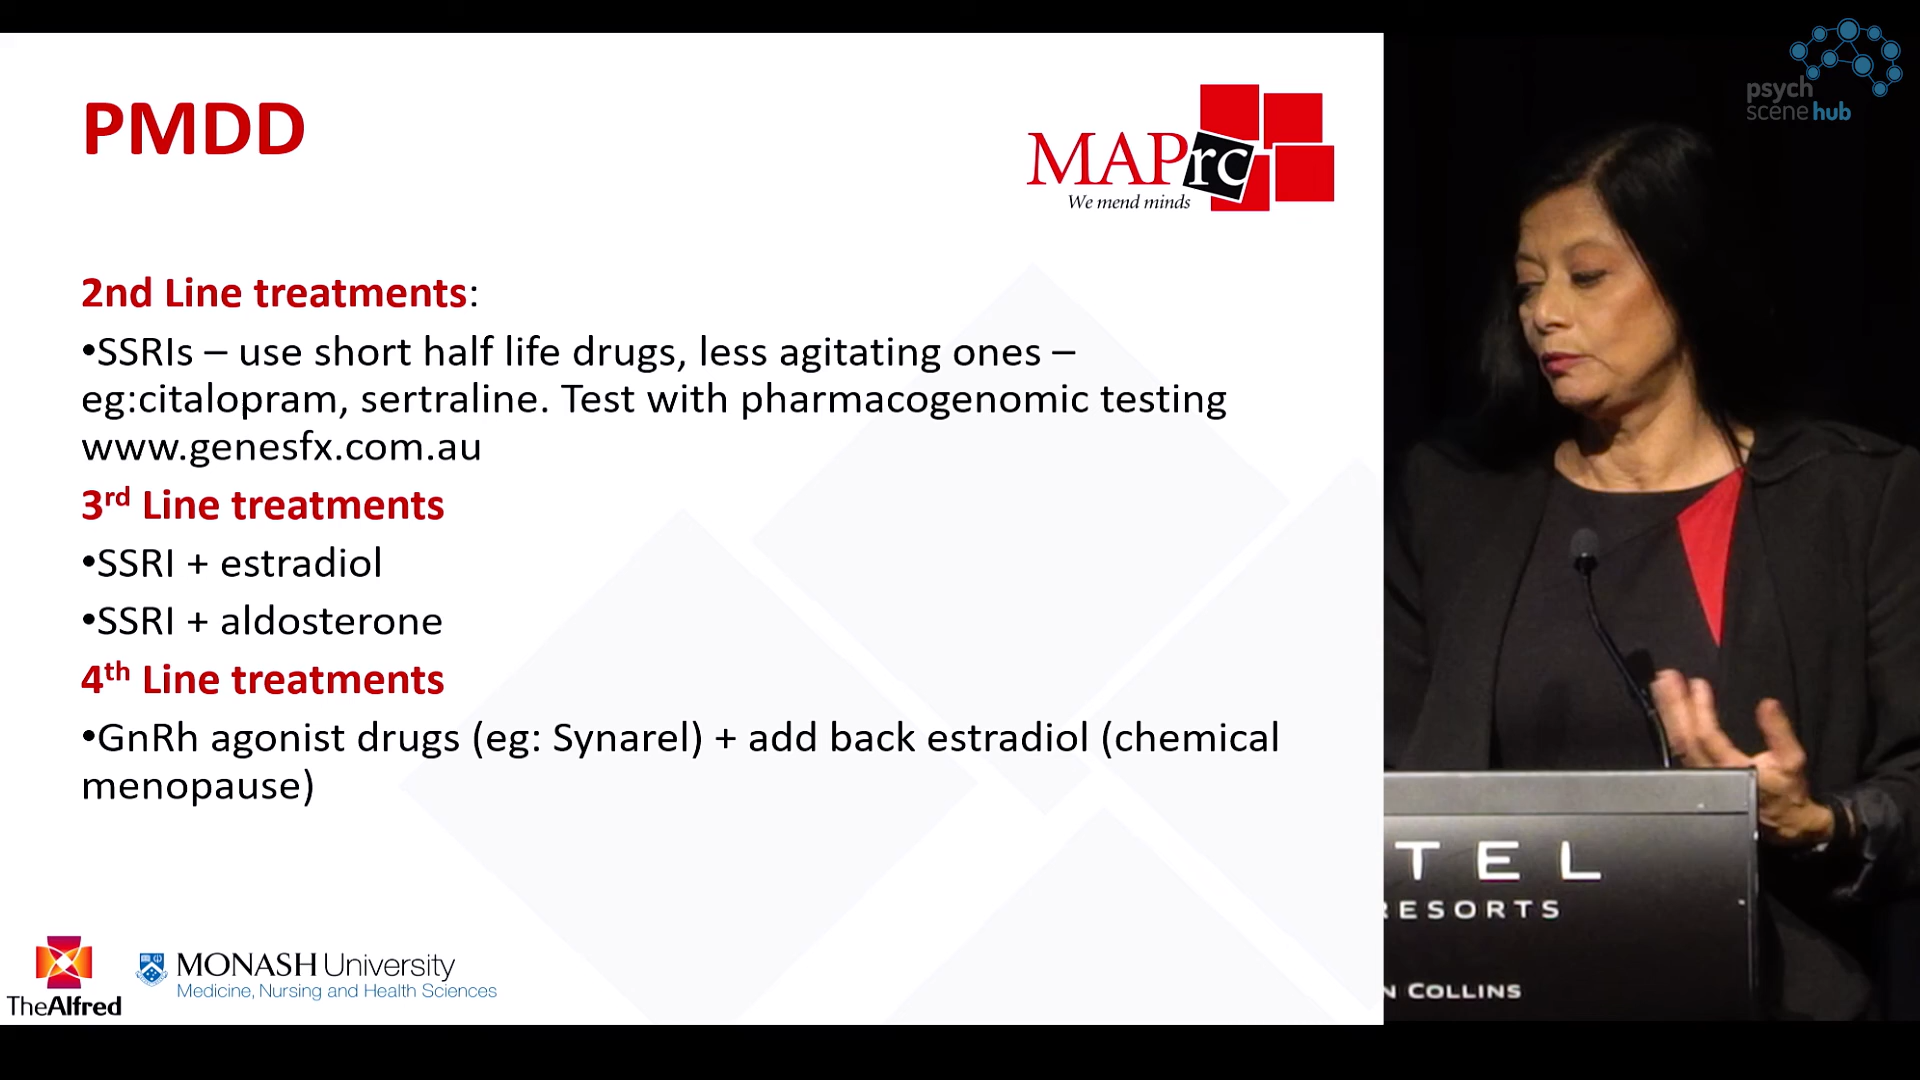 psych
scene hub
PMDD
MAPrc
We mend minds
2nd Line treatments:
•SSRIs – use short half life drugs, less agitating ones –
eg:citalopram, sertraline. Test with pharmacogenomic testing
www.genesfx.com.au
3rd Line treatments
•SSRI + estradiol
•SSRI + aldosterone
4th Line treatments
•GnRh agonist drugs (eg: Synarel) + add back estradiol (chemical
menopause)
TheAlfred
MONASH University
Medicine, Nursing and Health Sciences
TEL
RESORTS
N COLLINS